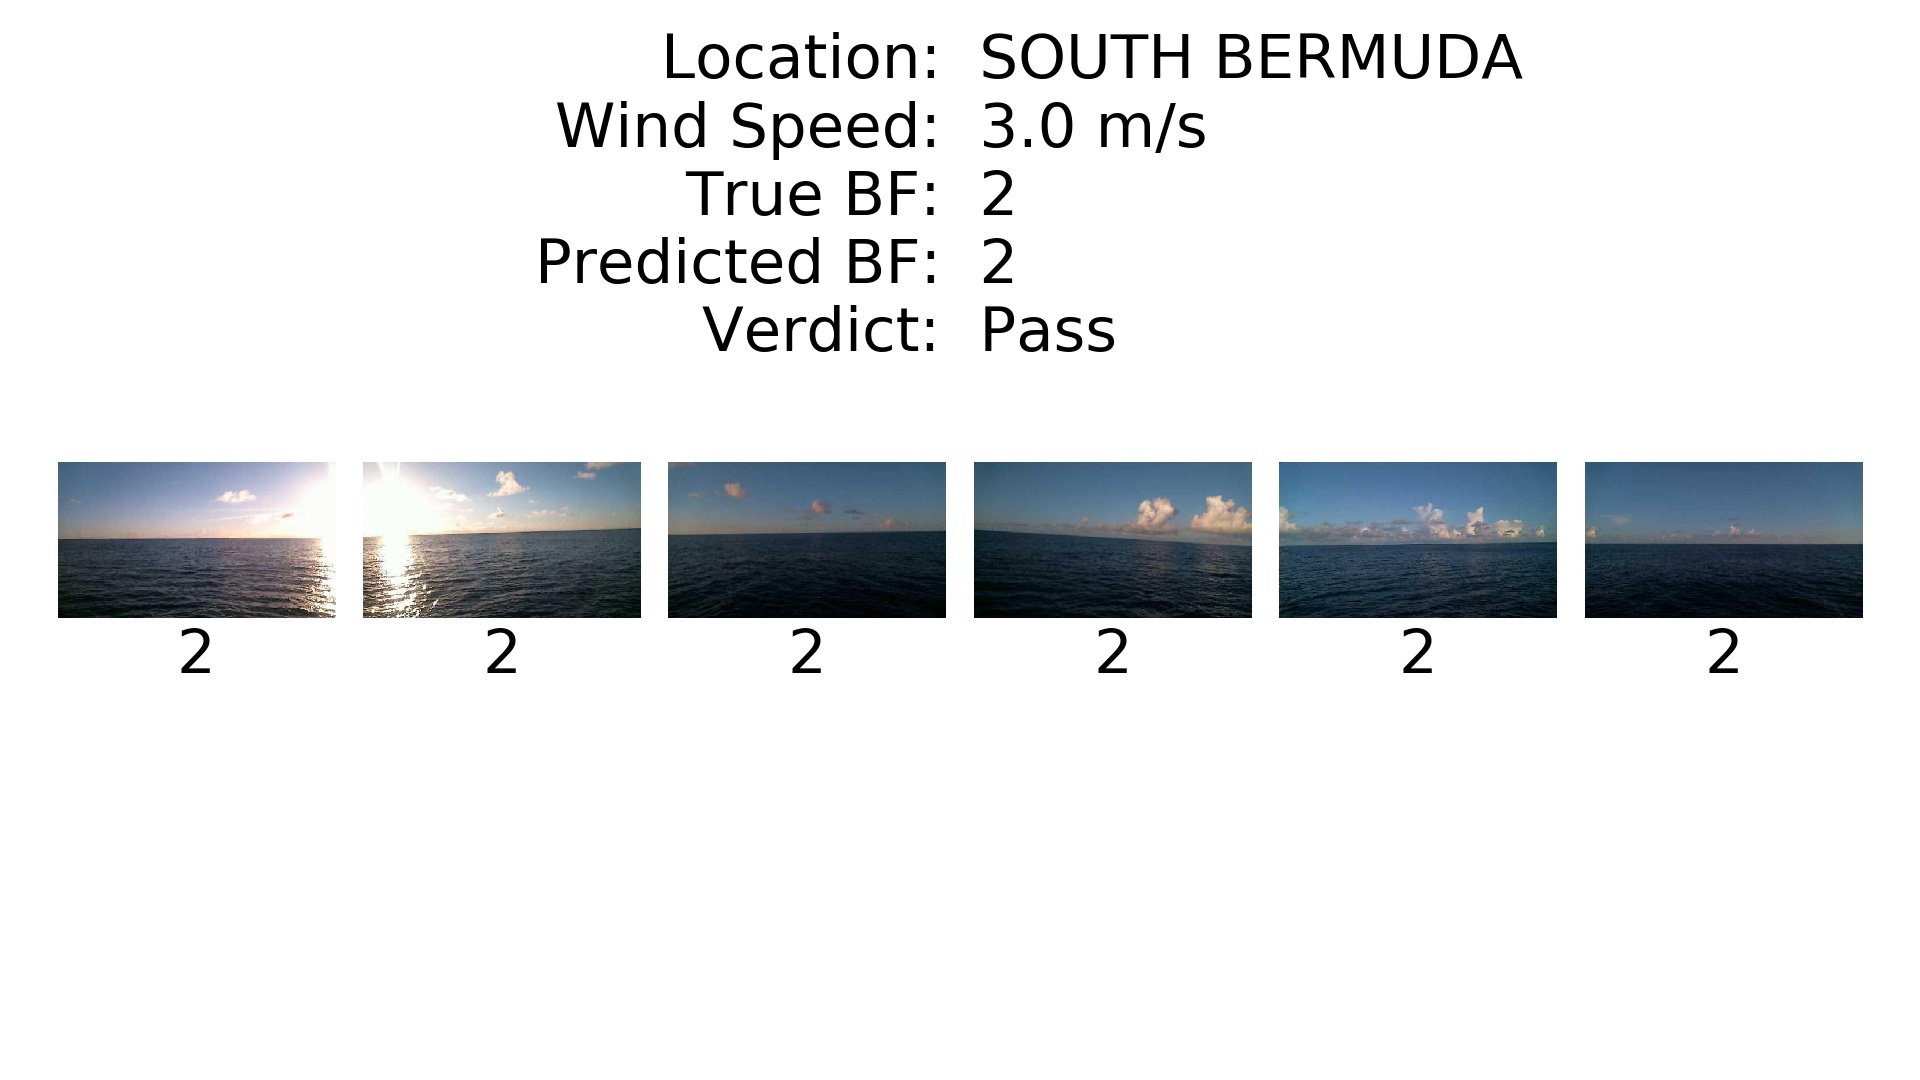 Location: SOUTH BERMUDA
Wind Speed: 3.0 m/s
True BF: 2
Predicted BF: 2
Verdict: Pass
2 2 2 2 2 2